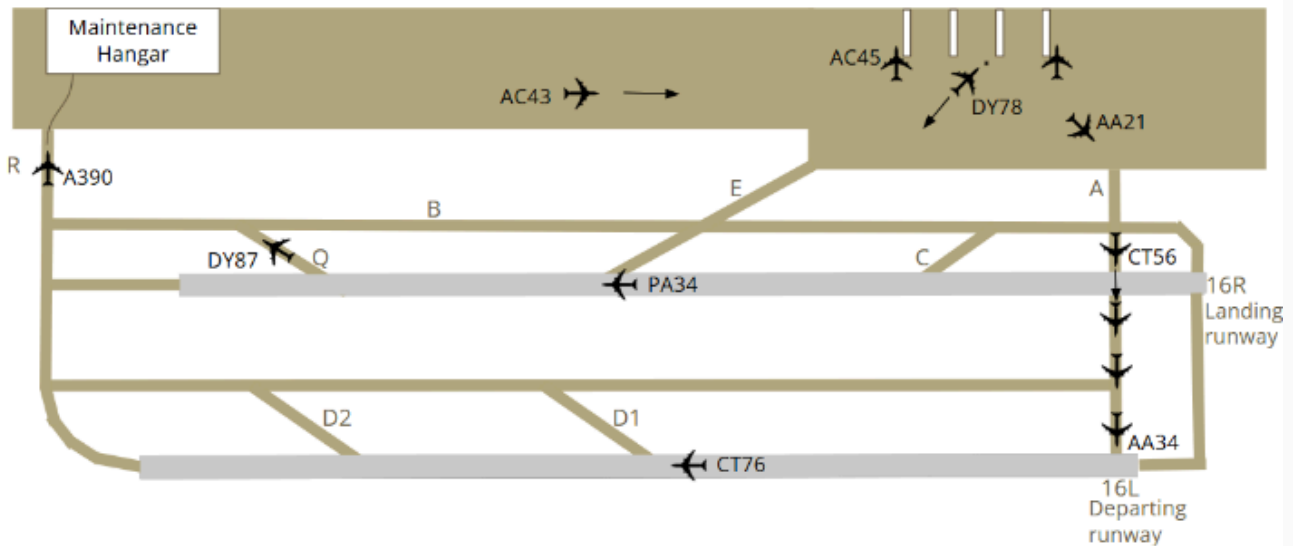 Maintenance
Hangar
AC45
AC43
DY78
AA21
R
A390
E
A
B
DY87
Q
C
CT56
PA34
16R
Landing
runway
D2
D1
AA34
CT76
16L
Departing
runway